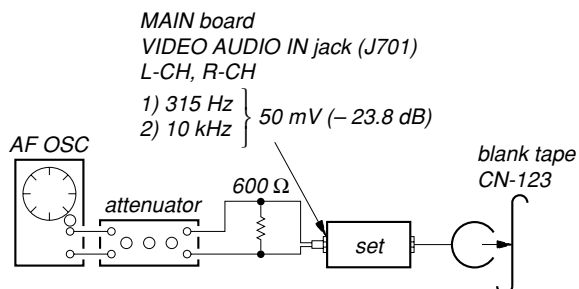 MAIN board
VIDEO AUDIO IN jack (J701)
L-CH, R-CH
1) 315 Hz
2) 10 kHz
50 mV (– 23.8 dB)
AF OSC
attenuator
600 Ω
set
blank tape
CN-123